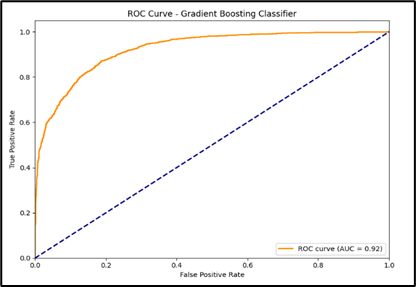 ROC Curve - Gradient Boosting Classifier
1.0
0.8
0.6
0.4
0.2
0.0
True Positive Rate
0.0 0.2 0.4 0.6 0.8 1.0
False Positive Rate
ROC curve (AUC = 0.92)